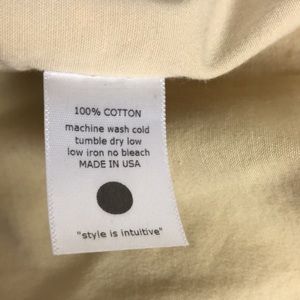 100% COTTON
machine wash cold
tumble dry low
low iron no bleach
MADE IN USA
"style is intuitive"